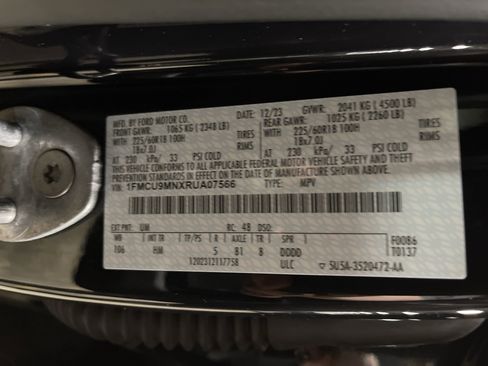 MFD. BY FORD MOTOR CO.
DATE: 12/23 GVWR: 2041 KG (4500 LB)
FRONT GAWR: 1065 KG (2348 LB) REAR GAWR: 1025 KG (2260 LB)
WITH 225/60R18 100H TIRES WITH 225/60R18 100H TIRES
18x7.0J RIMS 18x7.0J RIMS
AT 230 kPa/ 33 PSI COLD AT 230 kPa/ 33 PSI COLD
THIS VEHICLE CONFORMS TO ALL APPLICABLE FEDERAL MOTOR VEHICLE SAFETY AND THEFT
PREVENTION STANDARDS IN EFFECT ON THE DATE OF MANUFACTURE SHOWN ABOVE.
VIN: 1FMCU9MNXRUA07566 TYPE: MPV
EXT PNT: UM RC: 48 DSO:
WB INT TR TP/PS R AXLE TR SPR F0086
106 HM 5 81 8 DDDD T0137
1202312117758 ULC 5U5A-3520472-AA